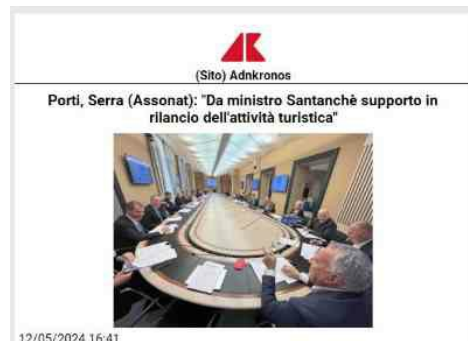 (Sito) Adnkronos
Porti, Serra (Assonat): "Da ministro Santanchè supporto in
rilancio dell'attività turistica"
12/05/2024 16:41